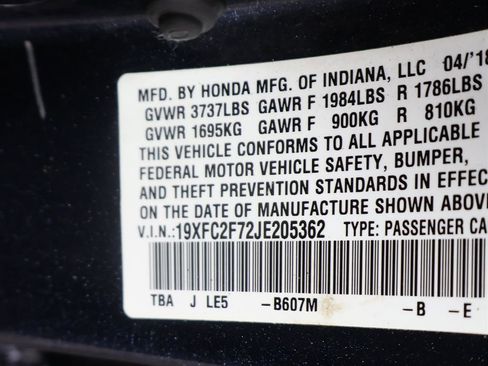 MFD. BY HONDA MFG. OF INDIANA, LLC 04/'18
GVWR 3737LBS GAWR F 1984LBS R 1786LBS
GVWR 1695KG GAWR F 900KG R 810KG
THIS VEHICLE CONFORMS TO ALL APPLICABLE
FEDERAL MOTOR VEHICLE SAFETY, BUMPER,
AND THEFT PREVENTION STANDARDS IN EFFEC
ON THE DATE OF MANUFACTURE SHOWN ABOVE
V.I.N.: 19XFC2F72JE205362 TYPE: PASSENGER CA
TBA J LE5 -B607M -B -E